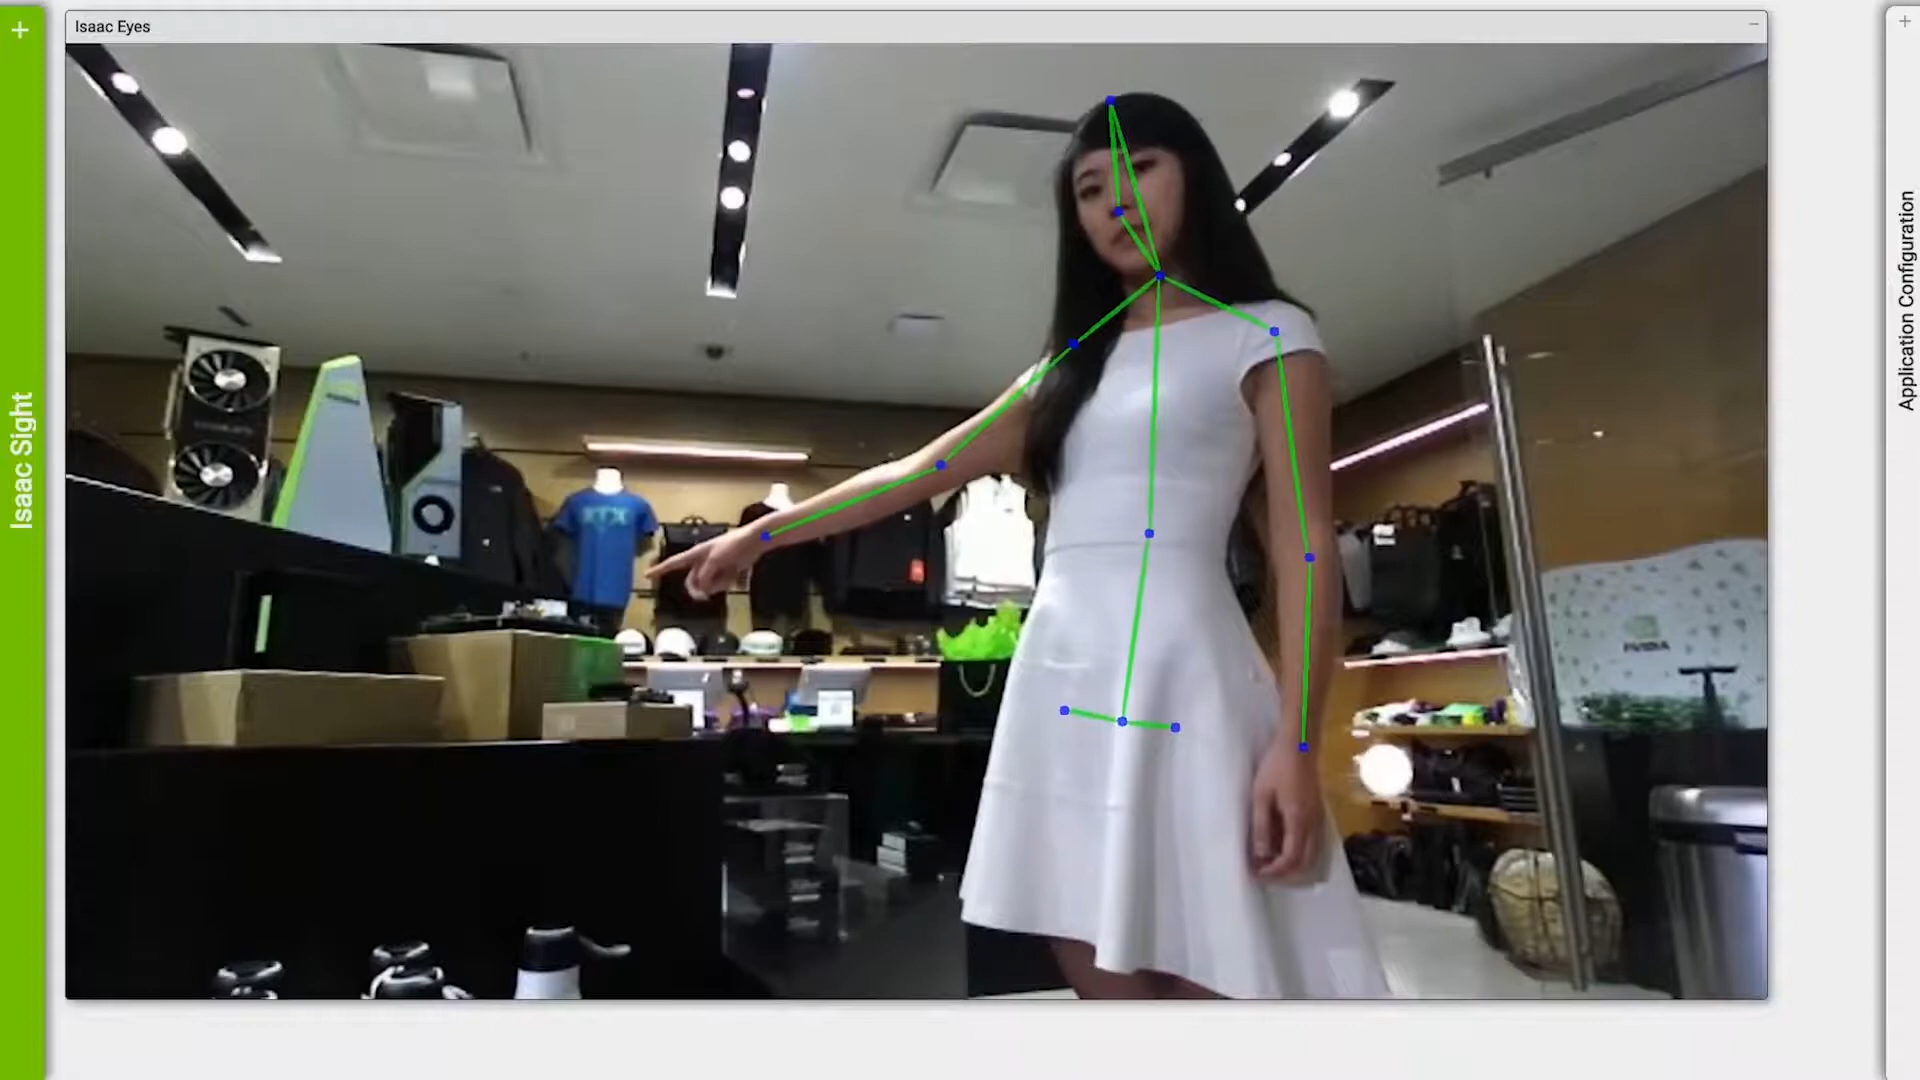 Isaac Eyes
Isaac Sight
Application Configuration
RTX
NVIDIA